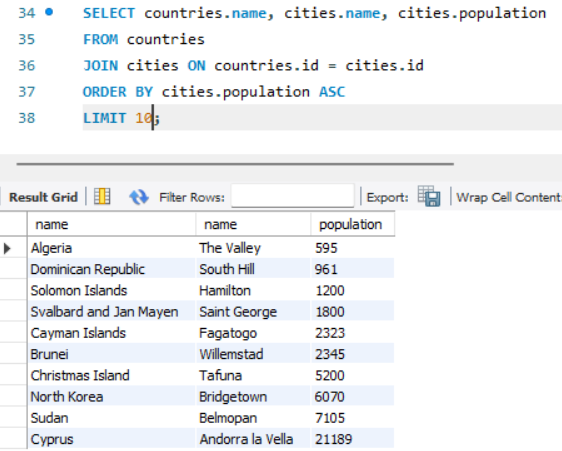 34 SELECT countries.name, cities.name, cities.population
35 FROM countries
36 JOIN cities ON countries.id = cities.id
37 ORDER BY cities.population ASC
38 LIMIT 10;
Result Grid Filter Rows: Export: Wrap Cell Content:
name name population
Algeria The Valley 595
Dominican Republic South Hill 961
Solomon Islands Hamilton 1200
Svalbard and Jan Mayen Saint George 1800
Cayman Islands Fagatogo 2323
Brunei Willemstad 2345
Christmas Island Tafuna 5200
North Korea Bridgetown 6070
Sudan Belmopan 7105
Cyprus Andorra la Vella 21189